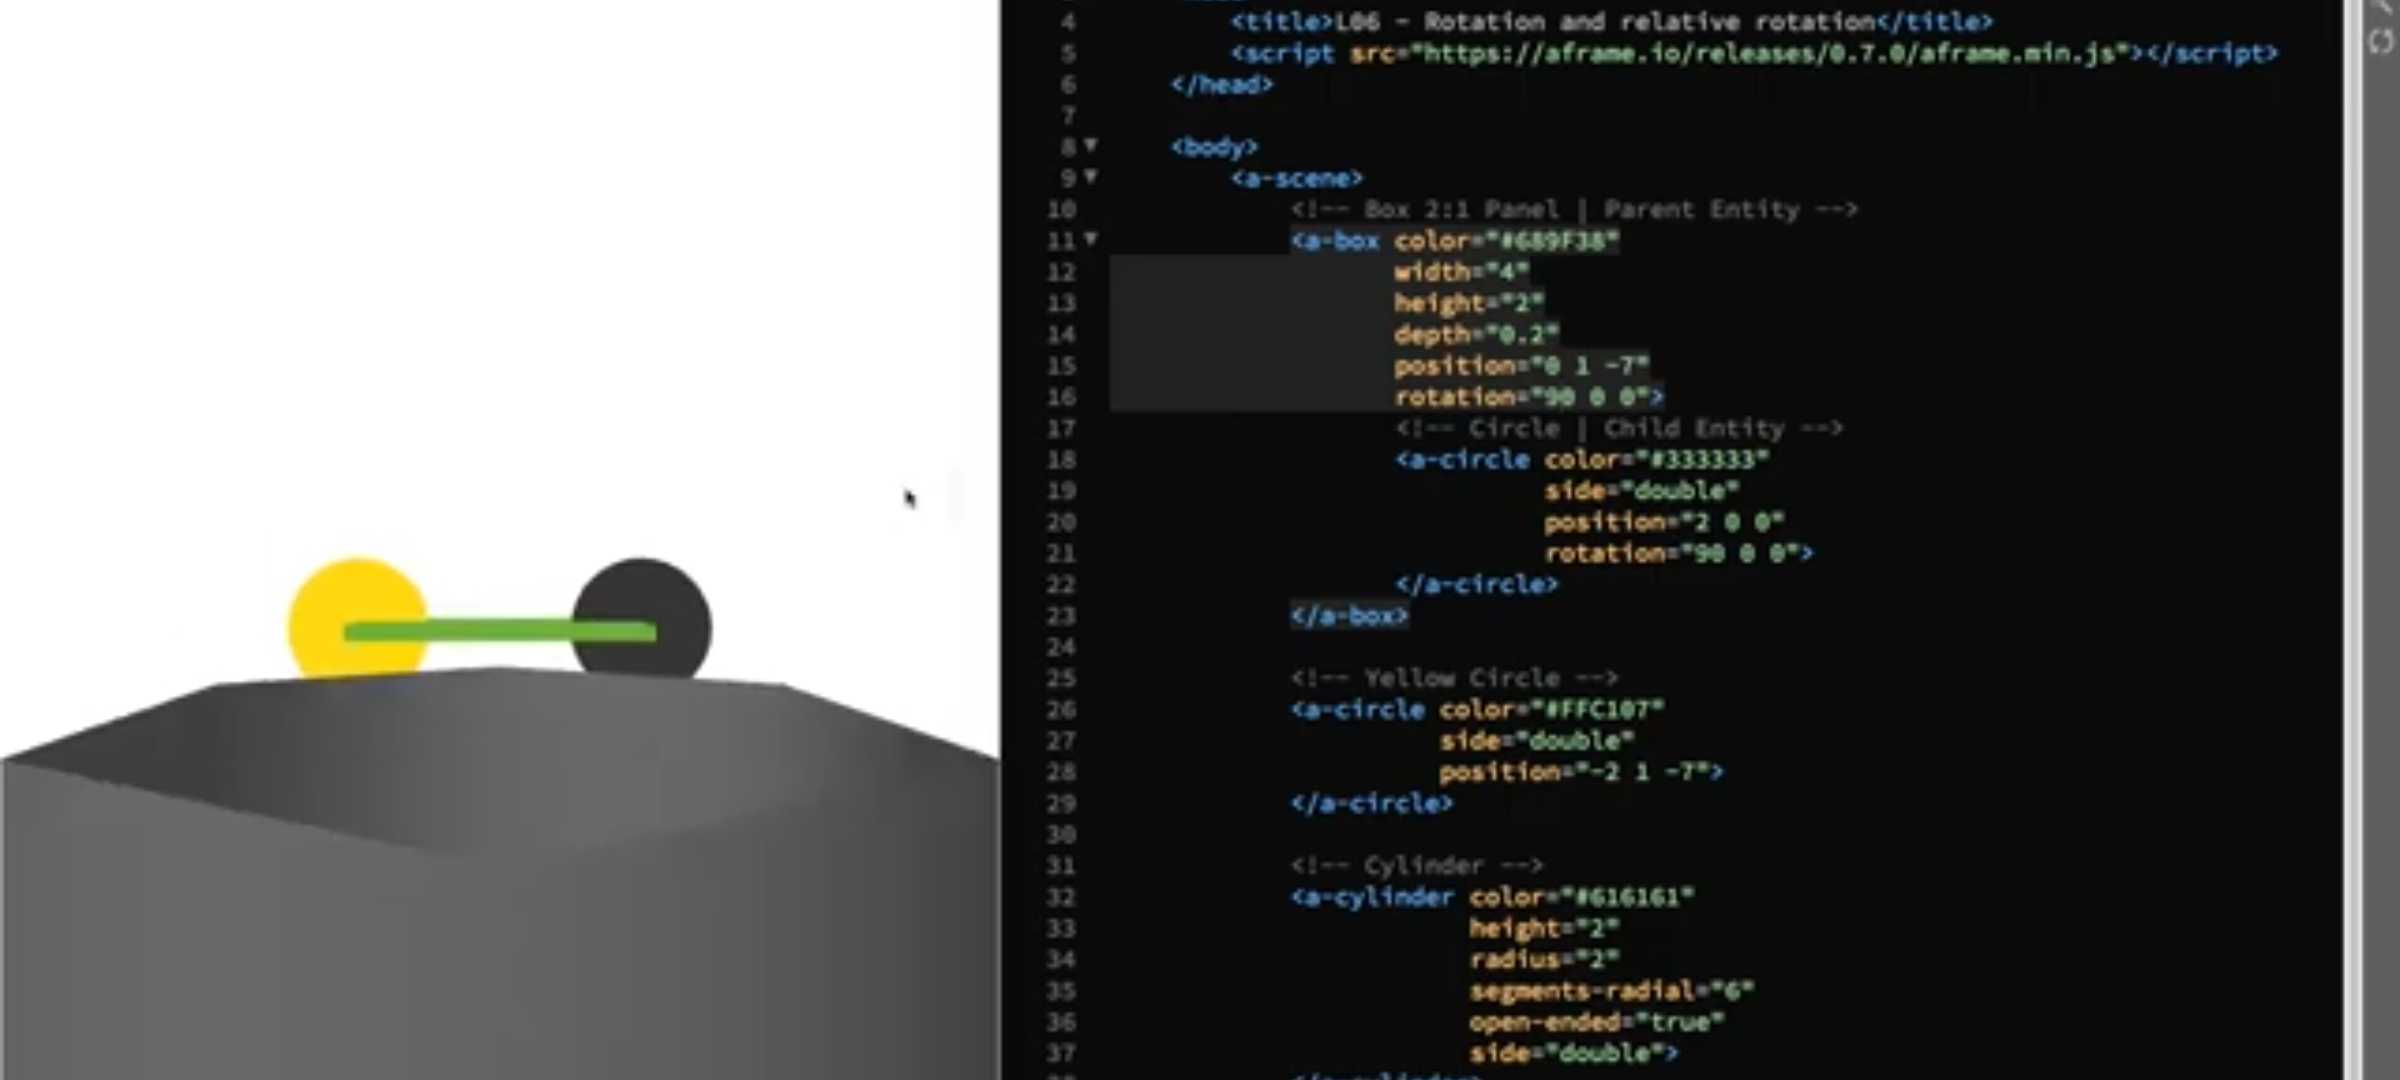 4 <title>L06 - Rotation and relative rotation</title>
5 <script src="https://aframe.io/releases/0.7.0/aframe.min.js"></script>
6 </head>
7
8 <body>
9 <a-scene>
10 <!-- Box 2:1 Panel | Parent Entity -->
11 <a-box color="#689F38"
12 width="4"
13 height="2"
14 depth="0.2"
15 position="0 1 -7"
16 rotation="90 0 0">
17 <!-- Circle | Child Entity -->
18 <a-circle color="#333333"
19 side="double"
20 position="2 0 0"
21 rotation="90 0 0">
22 </a-circle>
23 </a-box>
24
25 <!-- Yellow Circle -->
26 <a-circle color="#FFC107"
27 side="double"
28 position="-2 1 -7">
29 </a-circle>
30
31 <!-- Cylinder -->
32 <a-cylinder color="#616161"
33 height="2"
34 radius="2"
35 segments-radial="6"
36 open-ended="true"
37 side="double">